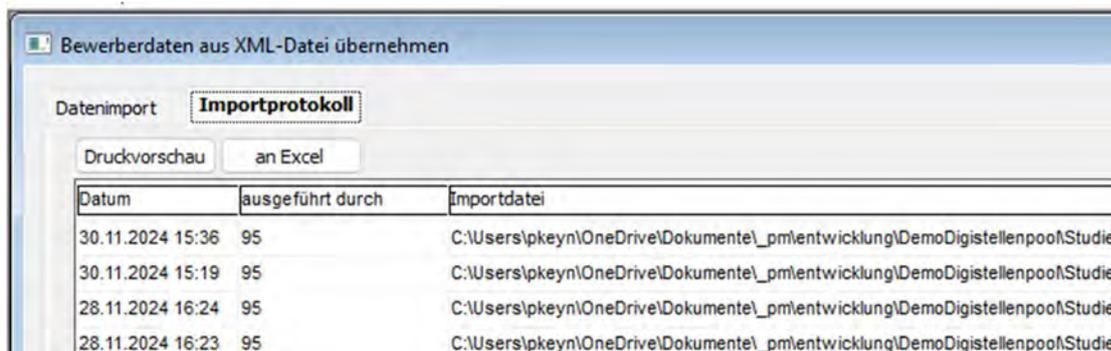 Bewerberdaten aus XML-Datei übernehmen
Datenimport Importprotokoll
Druckvorschau an Excel
Datum ausgeführt durch Importdatei
30.11.2024 15:36 95 C:\Users\pkeyn\OneDrive\Dokumente\_pm\entwicklung\DemoDigistellenpool\Studie
30.11.2024 15:19 95 C:\Users\pkeyn\OneDrive\Dokumente\_pm\entwicklung\DemoDigistellenpool\Studie
28.11.2024 16:24 95 C:\Users\pkeyn\OneDrive\Dokumente\_pm\entwicklung\DemoDigistellenpool\Studie
28.11.2024 16:23 95 C:\Users\pkeyn\OneDrive\Dokumente\_pm\entwicklung\DemoDigistellenpool\Studie